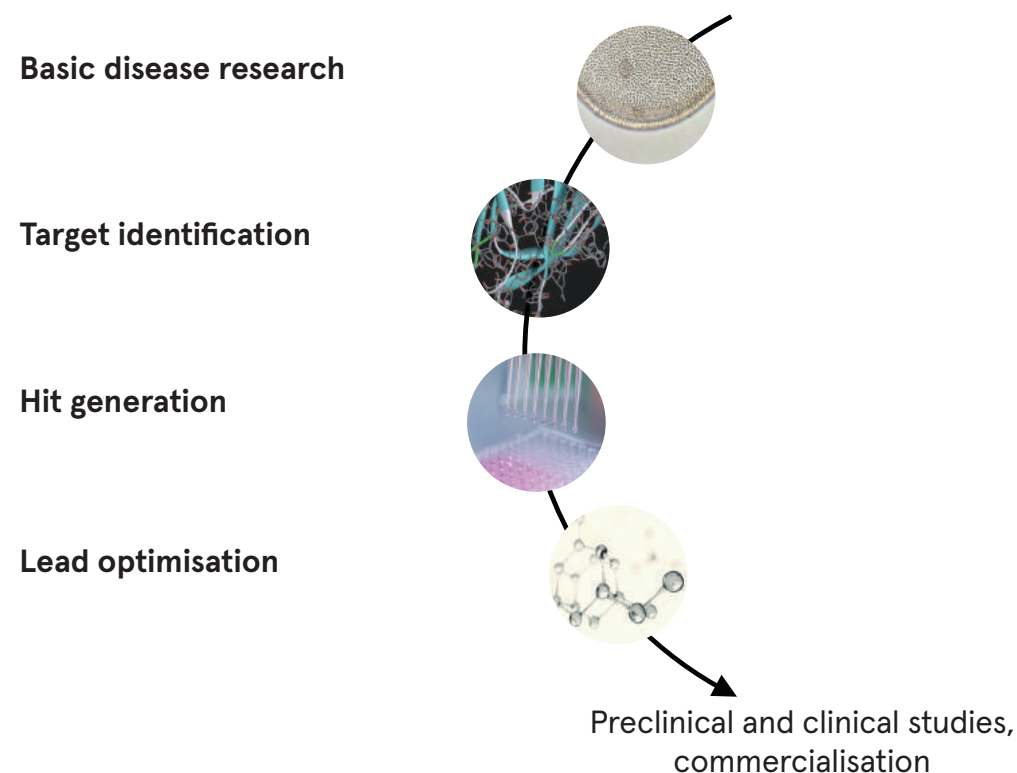 Basic disease research
Target identification
Hit generation
Lead optimisation
Preclinical and clinical studies,
commercialisation